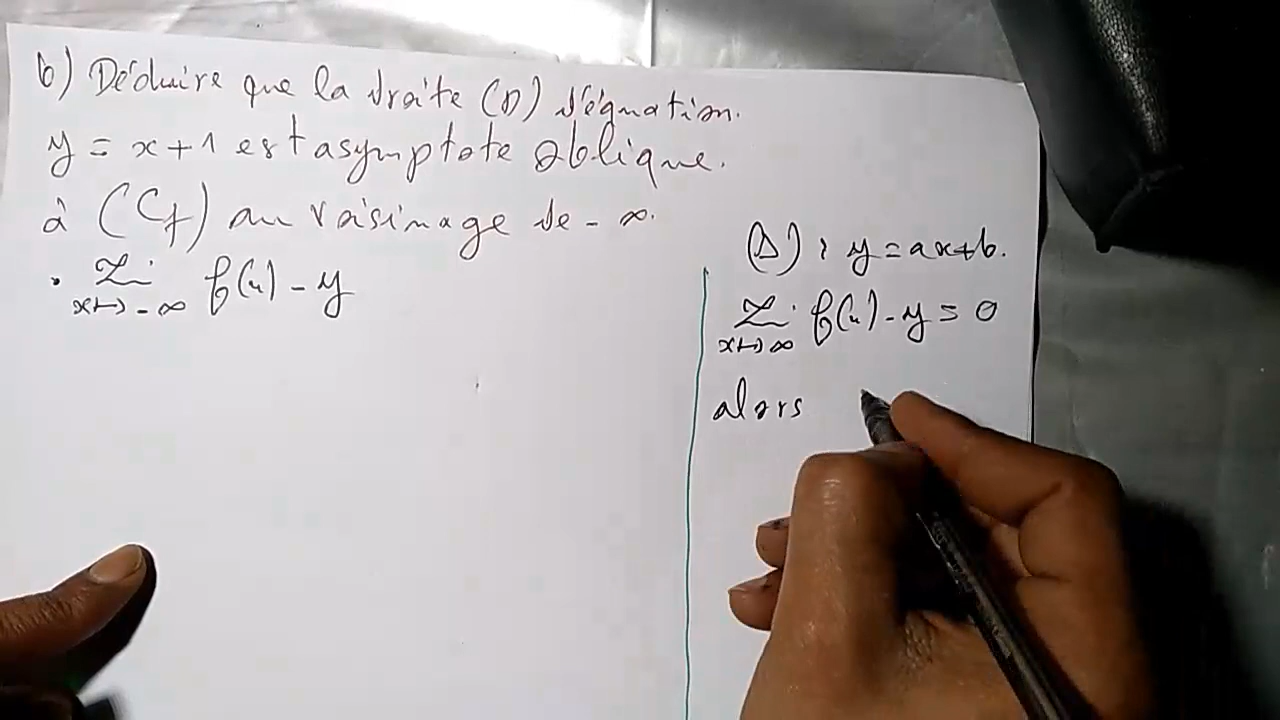 b) Déduire que la droite (D) d'équation.
y = x + 1 est asymptote oblique.
à (Cf) au voisinage de - ∞.
• lim f(x) - y
x→ - ∞
(Δ) : y = ax+b.
lim f(x) - y = 0
x→ ∞
alors